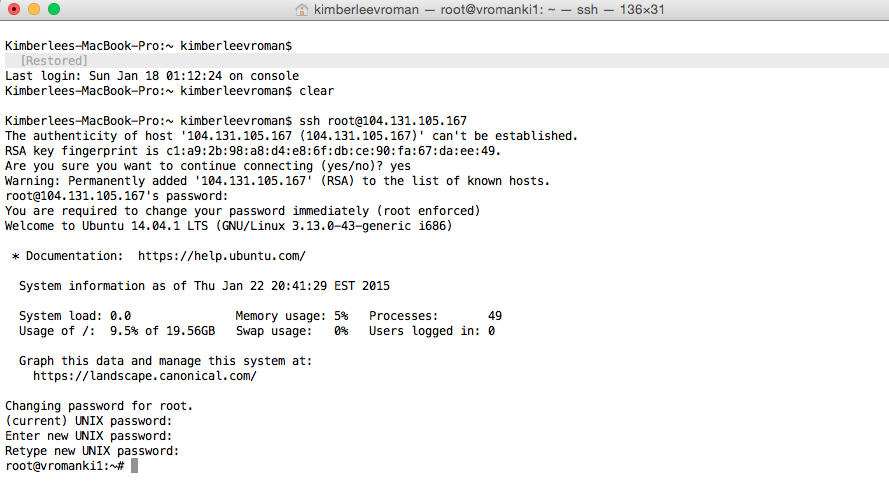 kimberleevroman — root@vromanki1: ~ — ssh — 136×31
Kimberlees-MacBook-Pro:~ kimberleevroman$
[Restored]
Last login: Sun Jan 18 01:12:24 on console
Kimberlees-MacBook-Pro:~ kimberleevroman$ clear
Kimberlees-MacBook-Pro:~ kimberleevroman$ ssh root@104.131.105.167
The authenticity of host '104.131.105.167 (104.131.105.167)' can't be established.
RSA key fingerprint is c1:a9:2b:98:a8:d4:e8:6f:db:ce:90:fa:67:da:ee:49.
Are you sure you want to continue connecting (yes/no)? yes
Warning: Permanently added '104.131.105.167' (RSA) to the list of known hosts.
root@104.131.105.167's password:
You are required to change your password immediately (root enforced)
Welcome to Ubuntu 14.04.1 LTS (GNU/Linux 3.13.0-43-generic i686)
* Documentation:  https://help.ubuntu.com/
System information as of Thu Jan 22 20:41:29 EST 2015
System load: 0.0               Memory usage: 5%   Processes:       49
Usage of /:  9.5% of 19.56GB   Swap usage:   0%   Users logged in: 0
Graph this data and manage this system at:
https://landscape.canonical.com/
Changing password for root.
(current) UNIX password:
Enter new UNIX password:
Retype new UNIX password:
root@vromanki1:~#